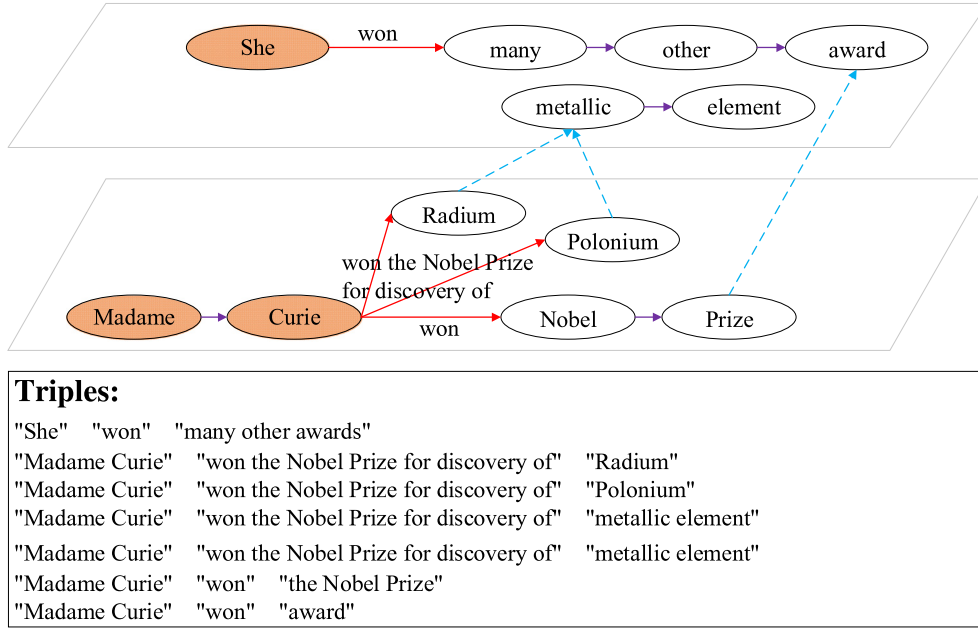 won
She
many
other
award
metallic
element
Radium
Polonium
won the Nobel Prize
for discovery of
Madame
Curie
won
Nobel
Prize
Triples:
"She" "won" "many other awards"
"Madame Curie" "won the Nobel Prize for discovery of" "Radium"
"Madame Curie" "won the Nobel Prize for discovery of" "Polonium"
"Madame Curie" "won the Nobel Prize for discovery of" "metallic element"
"Madame Curie" "won the Nobel Prize for discovery of" "metallic element"
"Madame Curie" "won" "the Nobel Prize"
"Madame Curie" "won" "award"